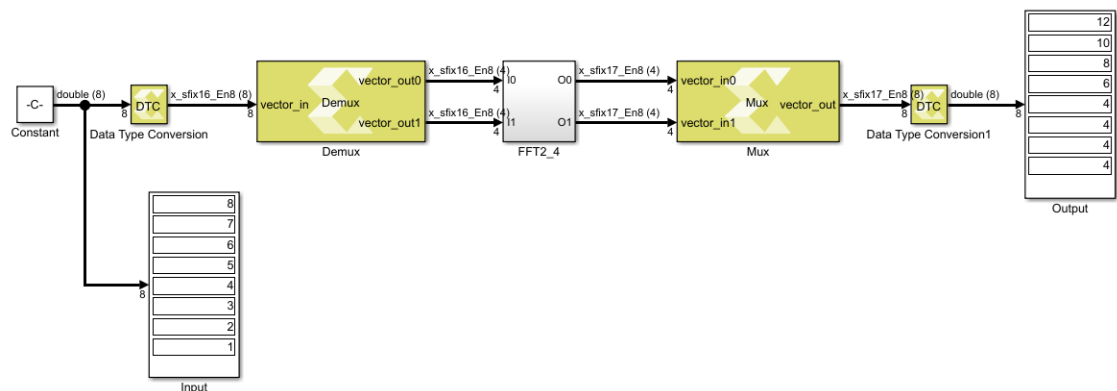 -C-
Constant
double (8)
8
DTC
Data Type Conversion
x_sfix16_En8 (8)
8
vector_in
Demux
vector_out0
vector_out1
Demux
x_sfix16_En8 (4)
4
x_sfix16_En8 (4)
4
I0
I1
O0
O1
FFT2_4
x_sfix17_En8 (4)
4
x_sfix17_En8 (4)
4
vector_in0
vector_in1
Mux
vector_out
Mux
x_sfix17_En8 (8)
8
DTC
Data Type Conversion1
double (8)
8
12
10
8
6
4
4
4
4
Output
8
8
7
6
5
4
3
2
1
Input